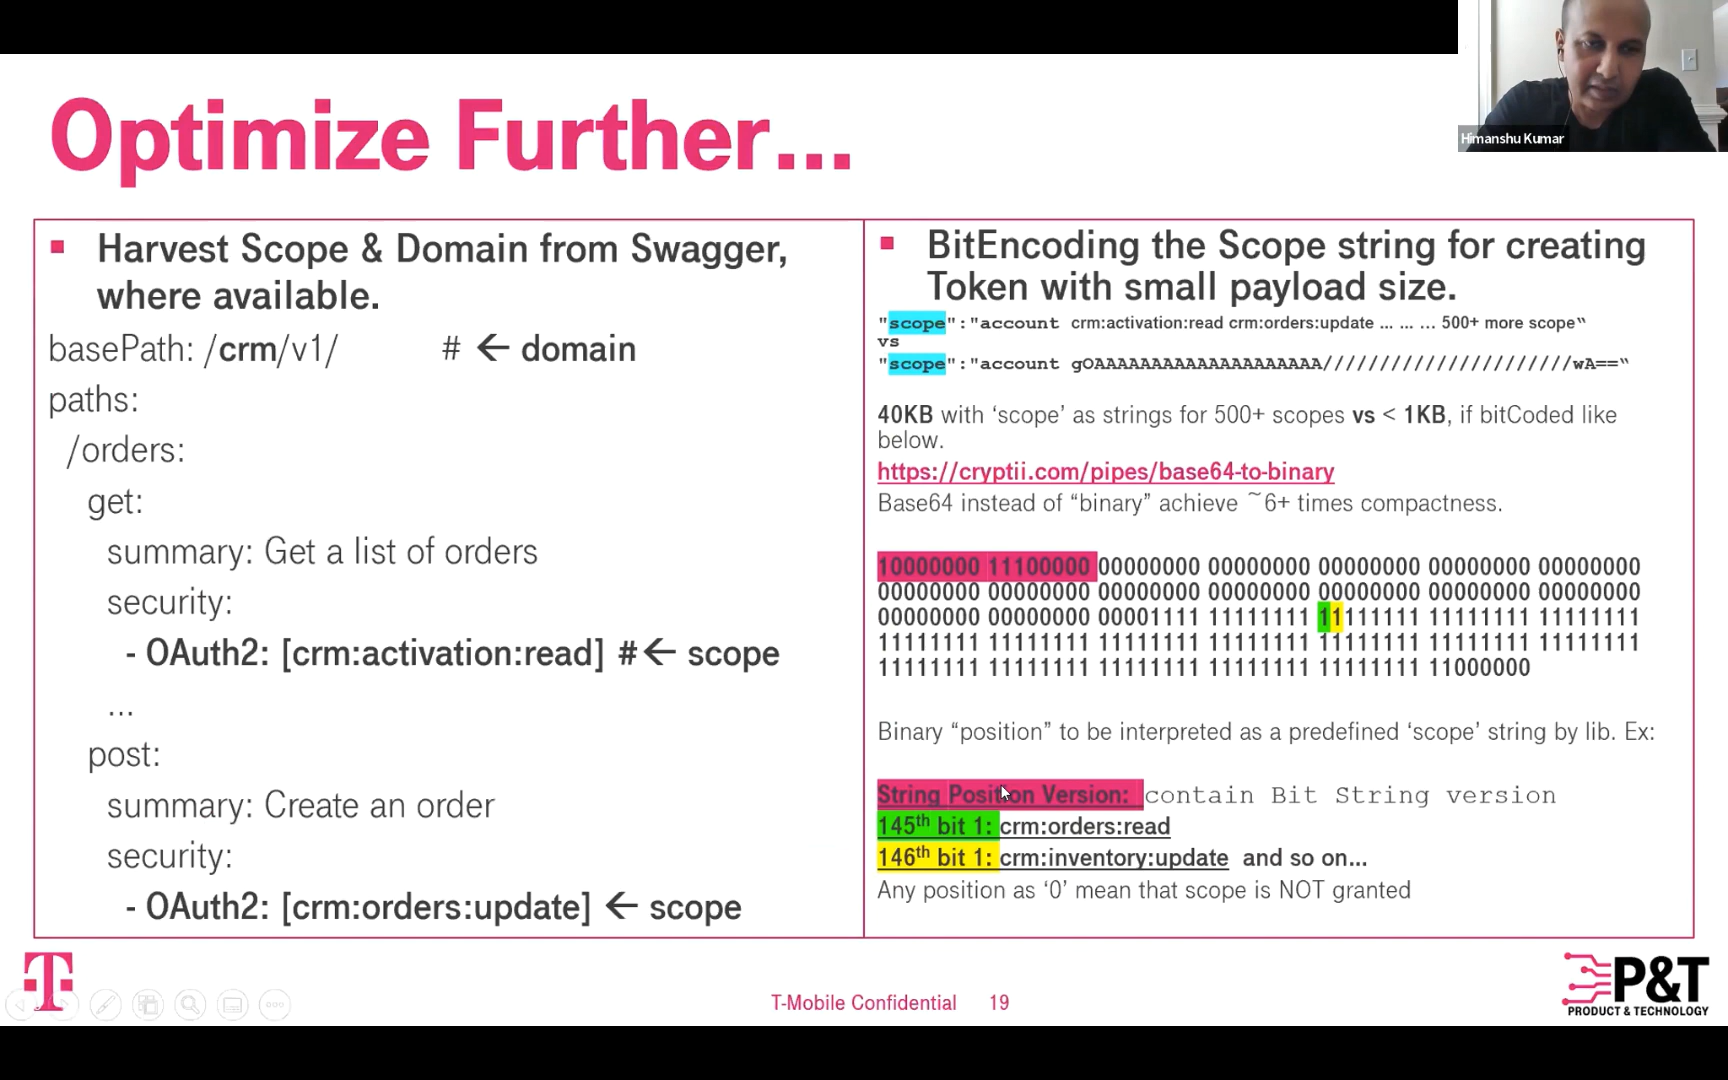 Himanshu Kumar
Optimize Further...
▪ Harvest Scope & Domain from Swagger,
where available.
basePath: /crm/v1/ # ← domain
paths:
/orders:
get:
summary: Get a list of orders
security:
- OAuth2: [crm:activation:read] #← scope
...
post:
summary: Create an order
security:
- OAuth2: [crm:orders:update] ← scope
▪ BitEncoding the Scope string for creating
Token with small payload size.
"scope":"account crm:activation:read crm:orders:update ... ... ... 500+ more scope“
vs
"scope":"account gOAAAAAAAAAAAAAAAAAAAA//////////////////////wA==“
40KB with ‘scope’ as strings for 500+ scopes vs < 1KB, if bitCoded like
below.
https://cryptii.com/pipes/base64-to-binary
Base64 instead of “binary” achieve ~6+ times compactness.
10000000 11100000 00000000 00000000 00000000 00000000 00000000
00000000 00000000 00000000 00000000 00000000 00000000 00000000
00000000 00000000 00001111 11111111 11111111 11111111 11111111
11111111 11111111 11111111 11111111 11111111 11111111 11111111
11111111 11111111 11111111 11111111 11111111 11000000
Binary “position” to be interpreted as a predefined ‘scope’ string by lib. Ex:
String Position Version: contain Bit String version
145th bit 1: crm:orders:read
146th bit 1: crm:inventory:update and so on...
Any position as ‘0’ mean that scope is NOT granted
T
T-Mobile Confidential 19
P&T
PRODUCT & TECHNOLOGY